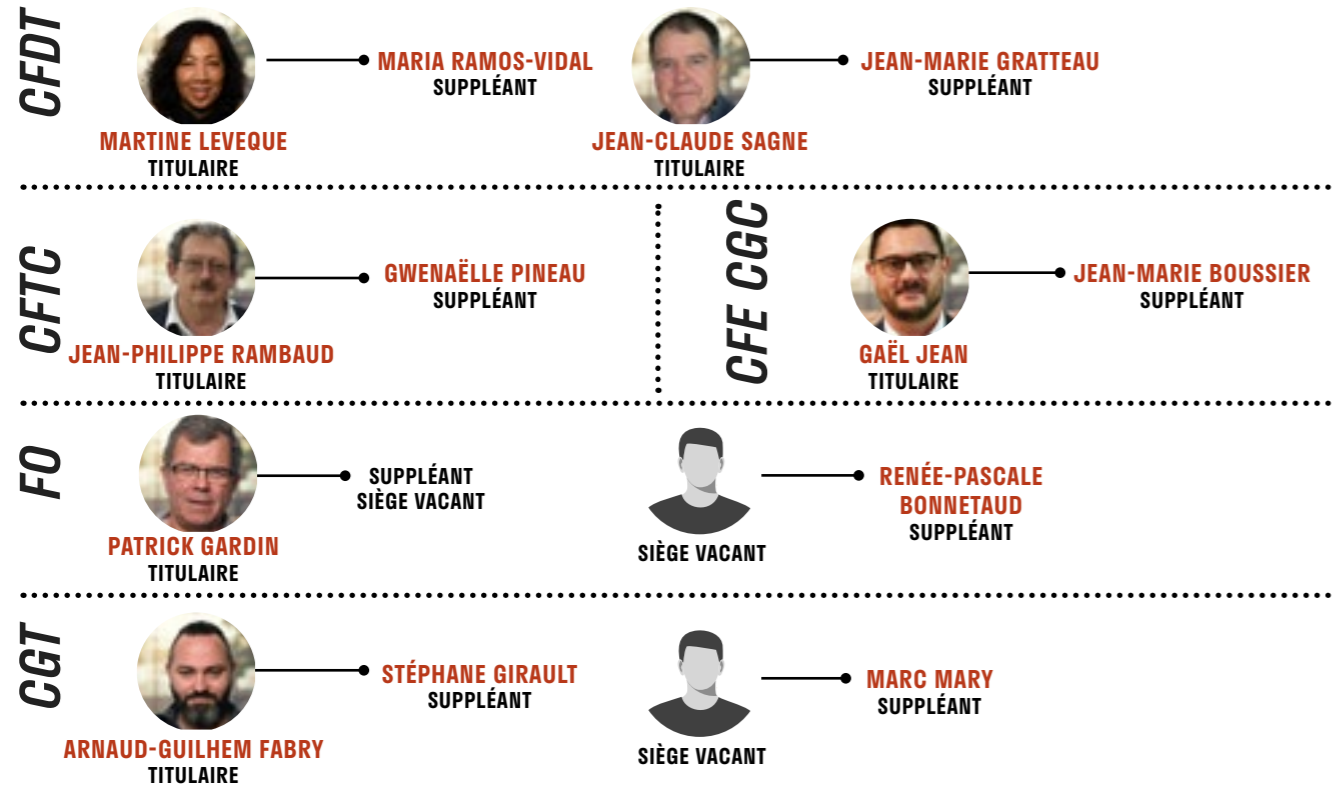 CFDT
MARIA RAMOS-VIDAL
SUPPLÉANT
MARTINE LEVEQUE
TITULAIRE
JEAN-MARIE GRATTEAU
SUPPLÉANT
JEAN-CLAUDE SAGNE
TITULAIRE
CFTC
GWENAËLLE PINEAU
SUPPLÉANT
JEAN-PHILIPPE RAMBAUD
TITULAIRE
CFE CGC
JEAN-MARIE BOUSSIER
SUPPLÉANT
GAËL JEAN
TITULAIRE
FO
SUPPLÉANT
SIÈGE VACANT
PATRICK GARDIN
TITULAIRE
RENÉE-PASCALE
BONNETAUD
SUPPLÉANT
SIÈGE VACANT
CGT
STÉPHANE GIRAULT
SUPPLÉANT
ARNAUD-GUILHEM FABRY
TITULAIRE
MARC MARY
SUPPLÉANT
SIÈGE VACANT